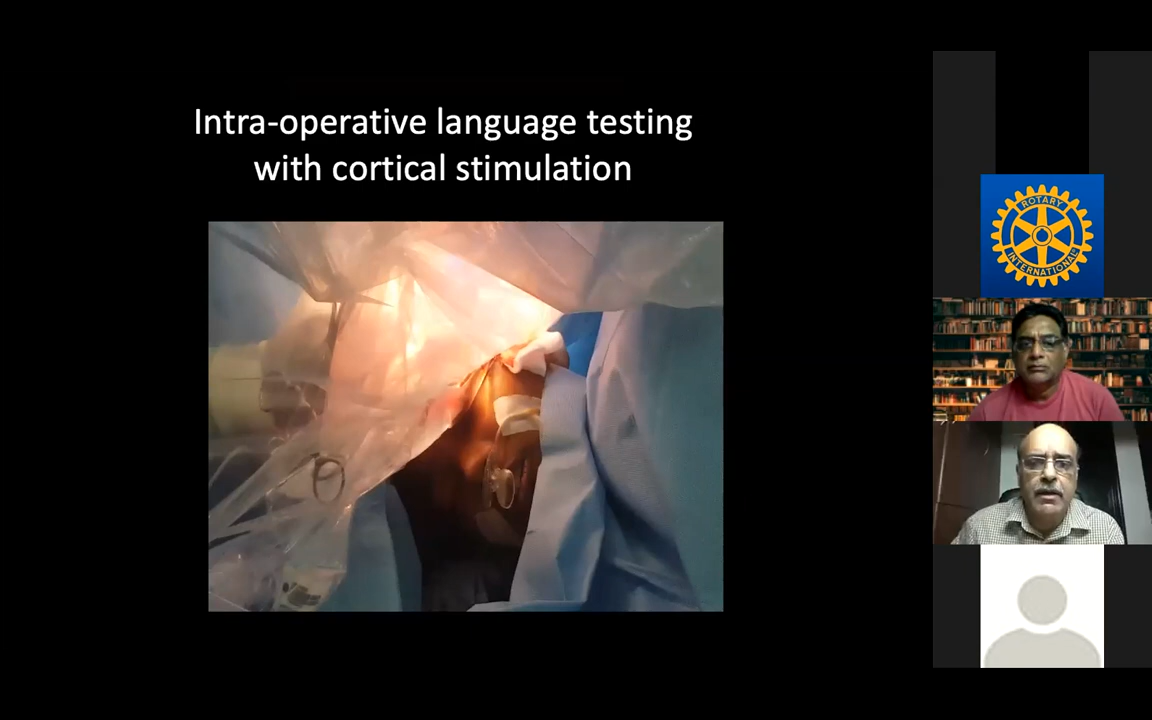 Intra-operative language testing
with cortical stimulation
ROTARY
INTERNATIONAL